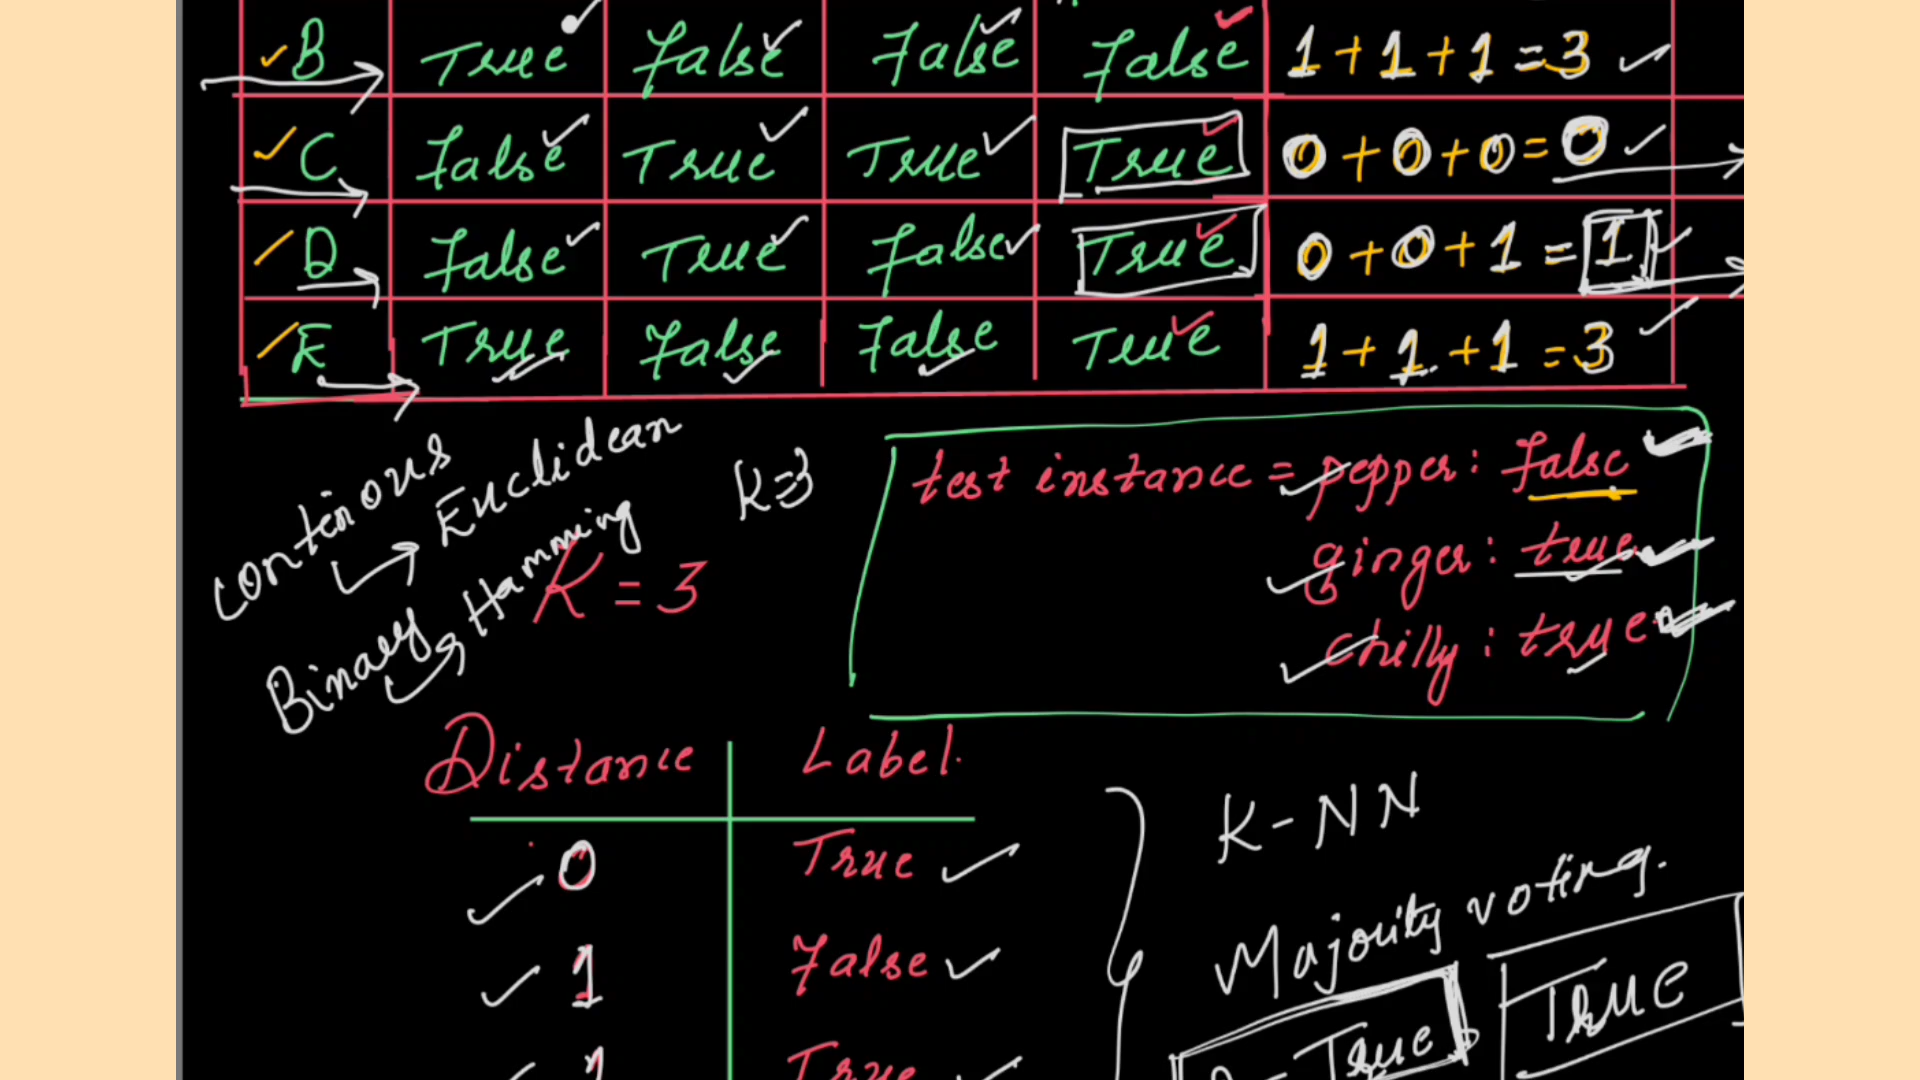 B True False False False 1+1+1=3
C False True True True 0+0+0=0
D False True False True 0+0+1=1
E True False False True 1+1+1=3
continous
Euclidean
Binary
Hamming
K=3
K=3
test instance = pepper: false
ginger: true
chilly: true
Distance Label
0 True
1 False
1 True
K-NN
Majority voting.
True
True